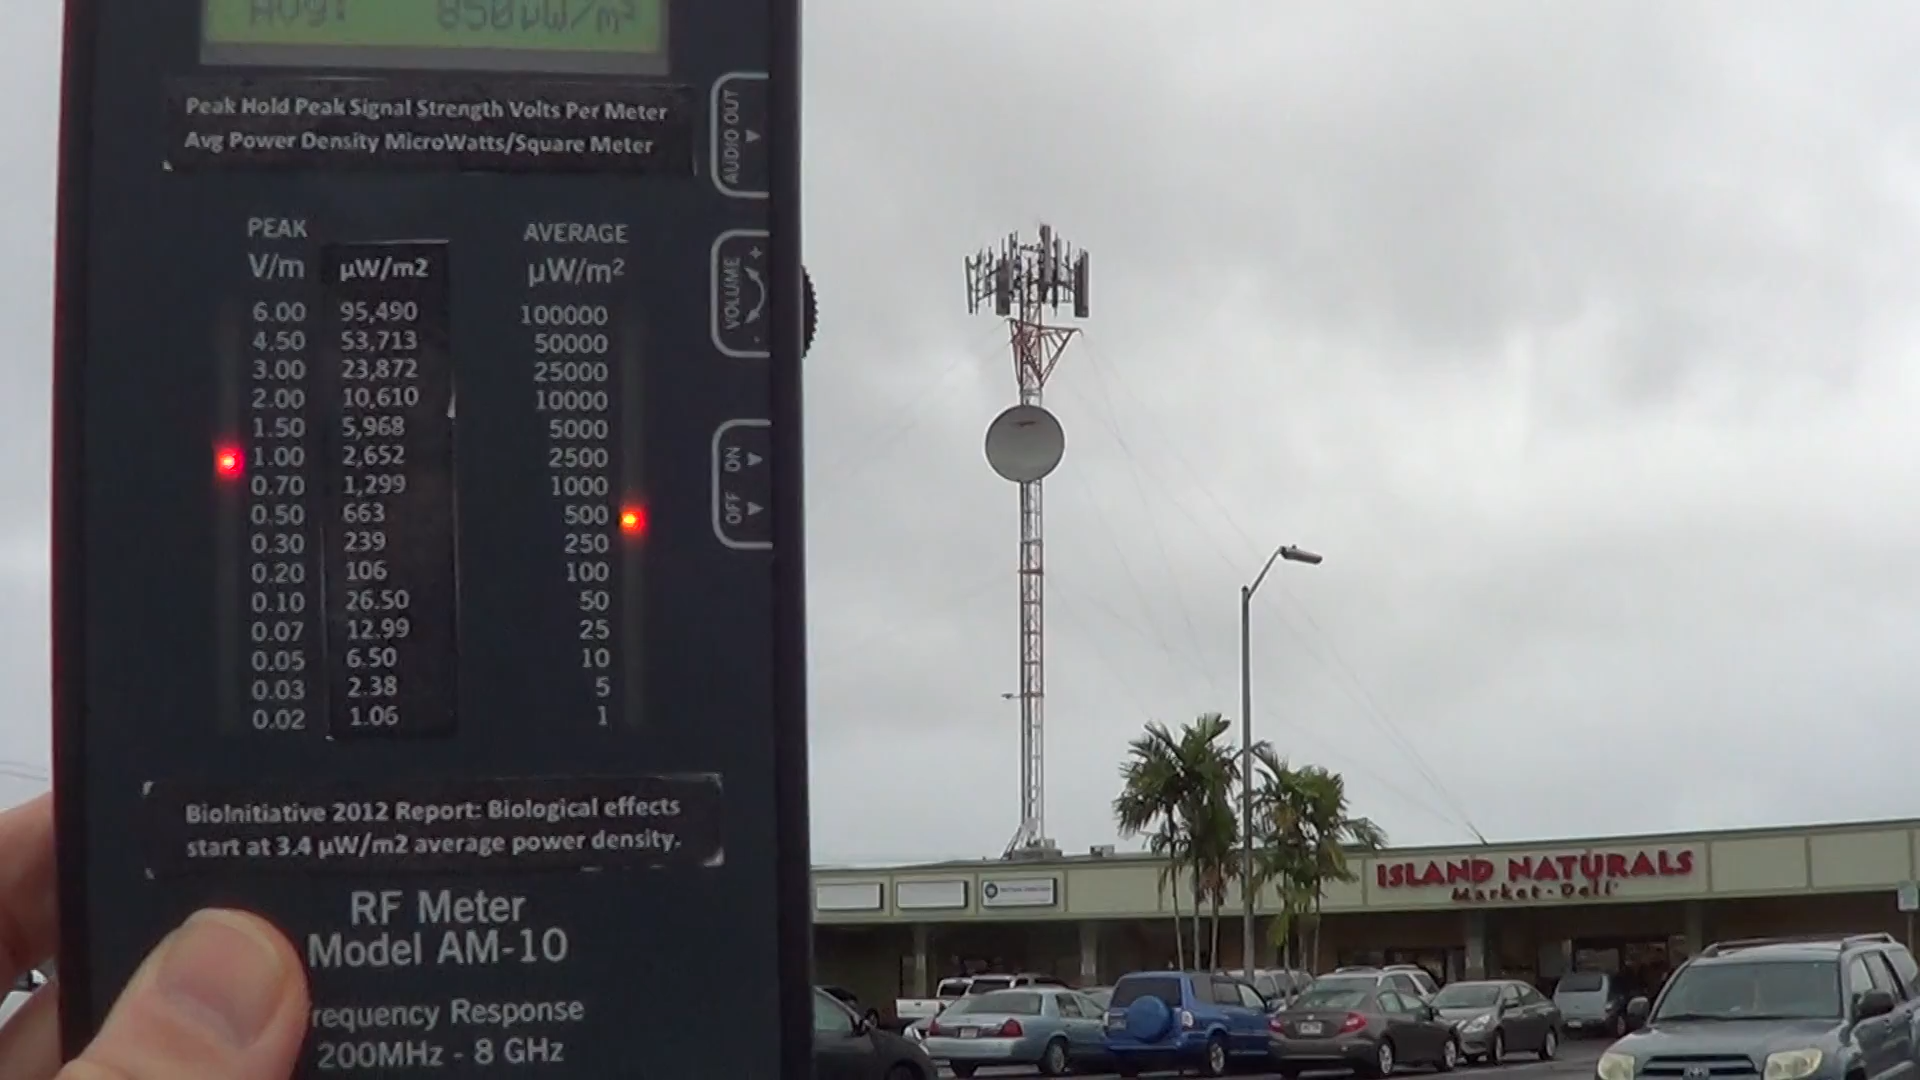 Avg: 850µW/m²
Peak Hold Peak Signal Strength Volts Per Meter
Avg Power Density MicroWatts/Square Meter
AUDIO OUT
PEAK AVERAGE
V/m µW/m2 µW/m²
6.00 95,490 100000
4.50 53,713 50000
3.00 23,872 25000
2.00 10,610 10000
1.50 5,968 5000
1.00 2,652 2500
0.70 1,299 1000
0.50 663 500
0.30 239 250
0.20 106 100
0.10 26.50 50
0.07 12.99 25
0.05 6.50 10
0.03 2.38 5
0.02 1.06 1
- VOLUME +
OFF ON
BioInitiative 2012 Report: Biological effects
start at 3.4 µW/m2 average power density.
RF Meter
Model AM-10
requency Response
200MHz - 8 GHz
ISLAND NATURALS
Market - Deli